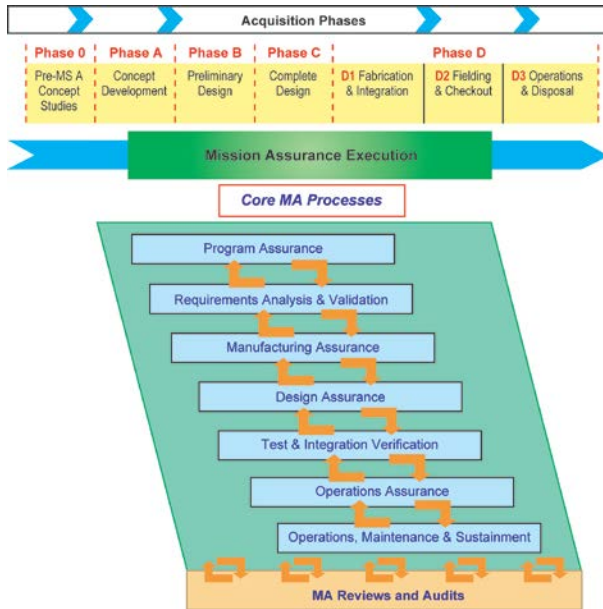 Acquisition Phases
Phase 0 Phase A Phase B Phase C Phase D
Pre-MS A Concept Studies
Concept Development
Preliminary Design
Complete Design
D1 Fabrication & Integration
D2 Fielding & Checkout
D3 Operations & Disposal
Mission Assurance Execution
Core MA Processes
Program Assurance
Requirements Analysis & Validation
Manufacturing Assurance
Design Assurance
Test & Integration Verification
Operations Assurance
Operations, Maintenance & Sustainment
MA Reviews and Audits